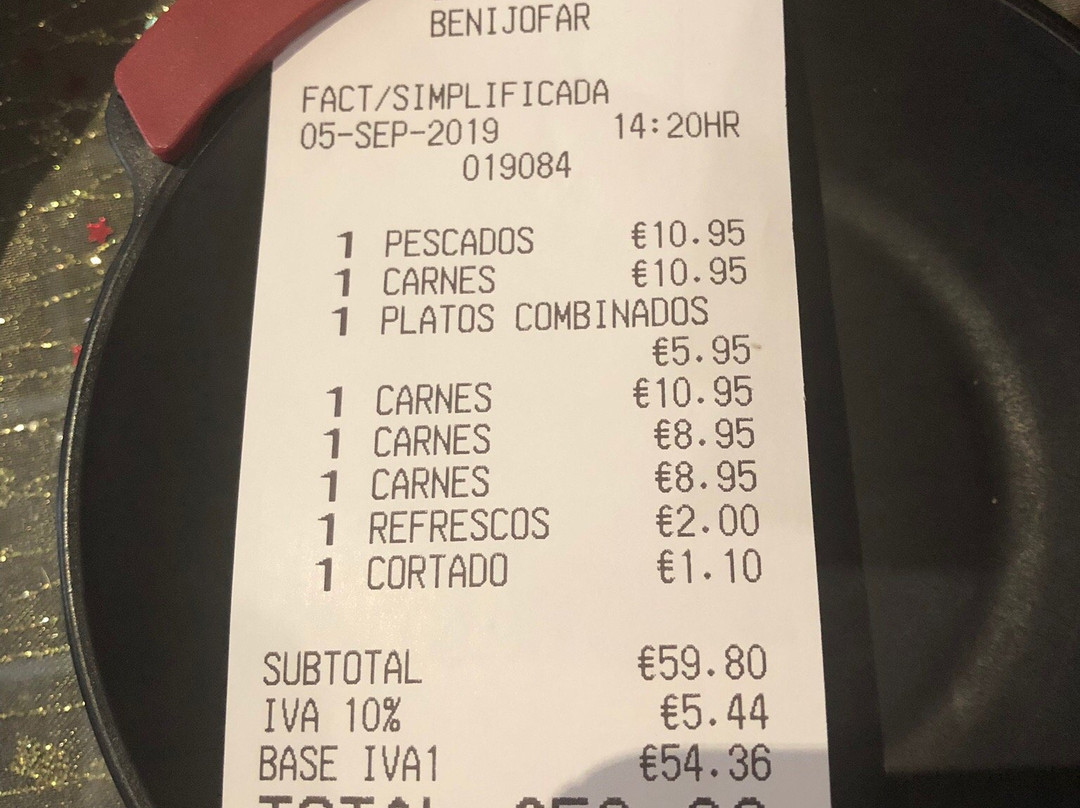 BENIJOFAR
FACT/SIMPLIFICADA
05-SEP-2019 14:20HR
019084
1 PESCADOS €10.95
1 CARNES €10.95
1 PLATOS COMBINADOS
€5.95
1 CARNES €10.95
1 CARNES €8.95
1 CARNES €8.95
1 REFRESCOS €2.00
1 CORTADO €1.10
SUBTOTAL €59.80
IVA 10% €5.44
BASE IVA1 €54.36
TOTAL